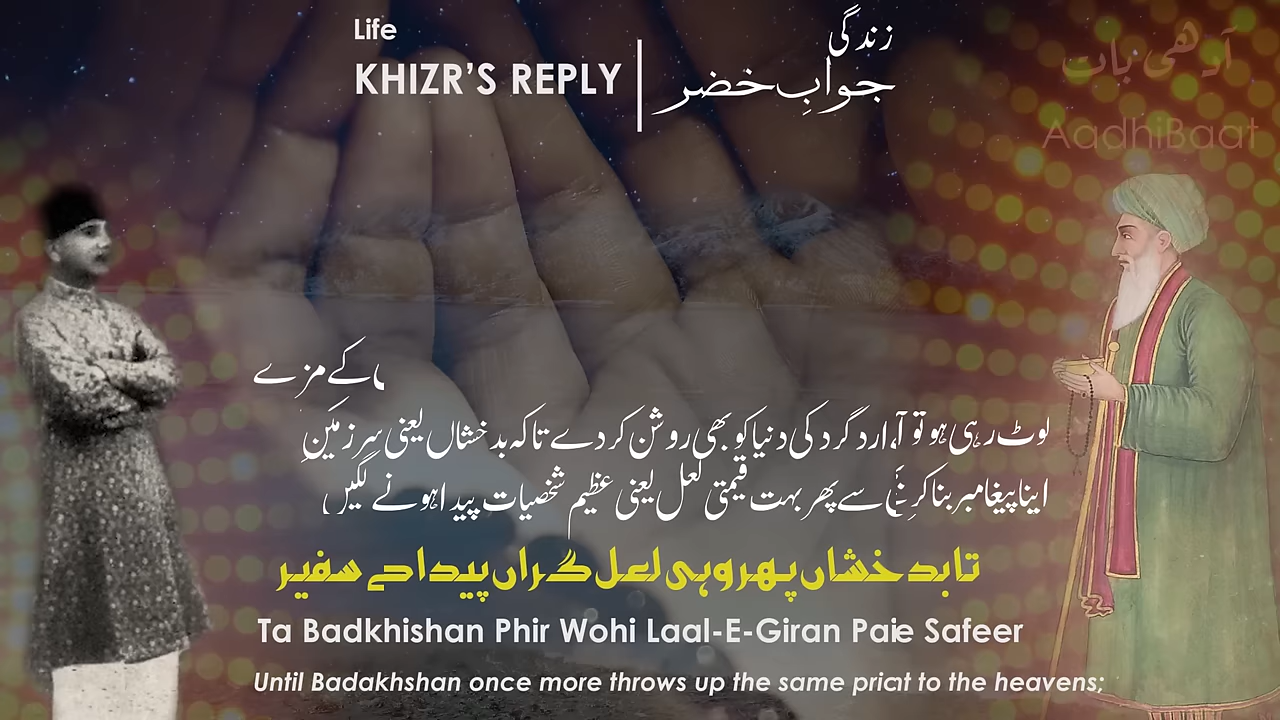 Life
KHIZR'S REPLY
زندگی
جوابِ خضر
آدھی بات
AadhiBaat
کے مزے
لوٹ رہی ہو تو ارد گرد کی دنیا کو بھی روشن کر دے تاکہ بدخشاں یعنی سرزمینِ
اپنا پیغامبر بنا کر سے پھر بہت قیمتی لعل یعنی عظیم شخصیات پیدا ہونے لگیں
تا بدخشاں پھر وہی لعل گراں پیدا سفیر
Ta Badkhishan Phir Wohi Laal-E-Giran Safeer
Until Badakhshan once more throws up the same to the heavens;